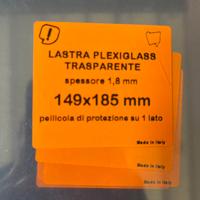 LASTRA PLEXIGLASS
TRASPARENTE
spessore 1,8 mm
149x185 mm
pellicola di protezione su 1 lato
Made in Italy
Made in Italy
Made in Italy